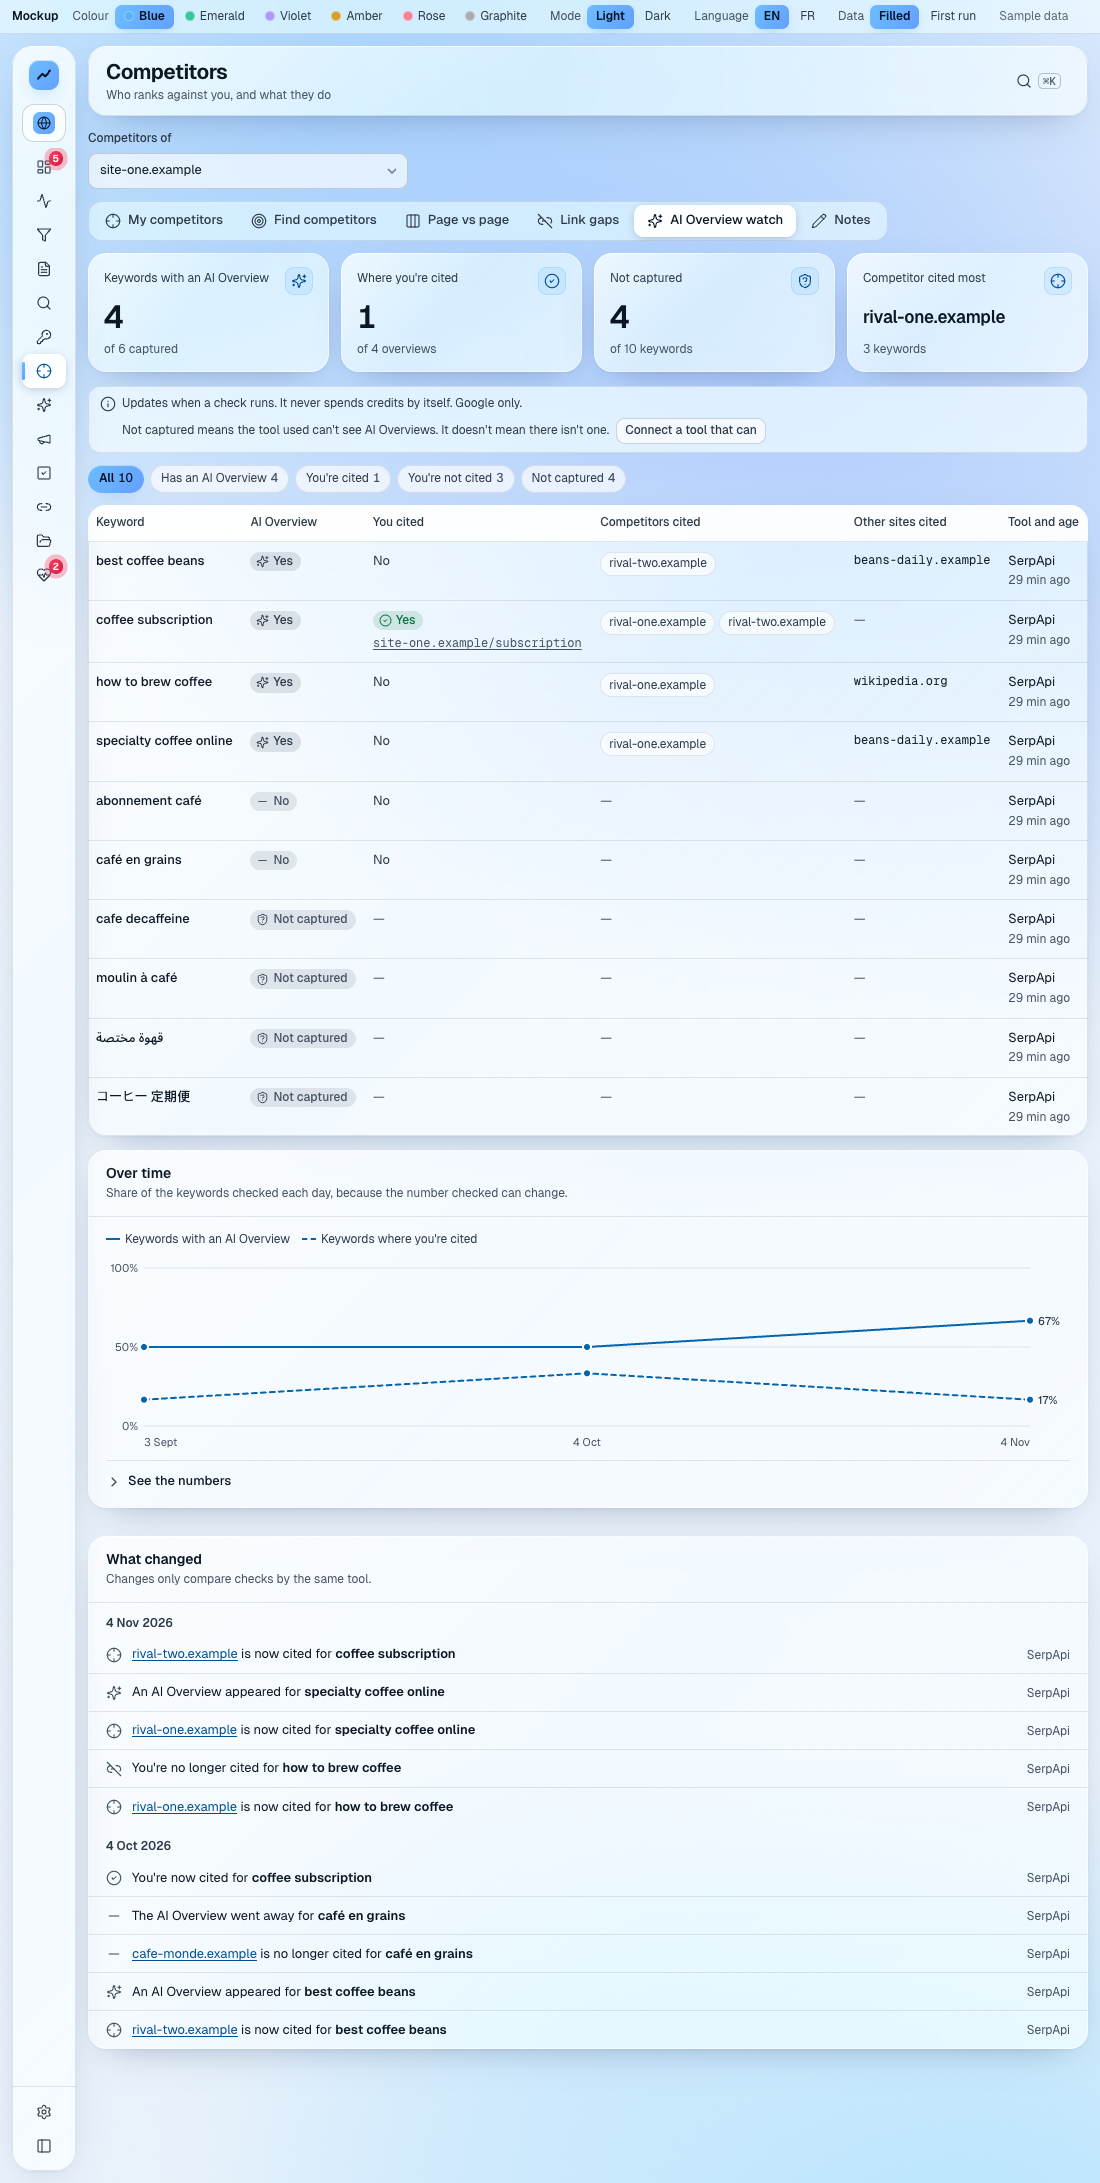 Mockup Colour Blue Emerald Violet Amber Rose Graphite Mode Light Dark Language EN FR Data Filled First run Sample data
Competitors
Who ranks against you, and what they do
⌘K
Competitors of
site-one.example
5
My competitors Find competitors Page vs page Link gaps AI Overview watch Notes
Keywords with an AI Overview
4
of 6 captured
Where you're cited
1
of 4 overviews
Not captured
4
of 10 keywords
Competitor cited most
rival-one.example
3 keywords
Updates when a check runs. It never spends credits by itself. Google only.
Not captured means the tool used can't see AI Overviews. It doesn't mean there isn't one. Connect a tool that can
All 10 Has an AI Overview 4 You're cited 1 You're not cited 3 Not captured 4
Keyword AI Overview You cited Competitors cited Other sites cited Tool and age
best coffee beans Yes No rival-two.example beans-daily.example SerpApi
29 min ago
2
coffee subscription Yes Yes rival-one.example rival-two.example — SerpApi
site-one.example/subscription 29 min ago
how to brew coffee Yes No rival-one.example wikipedia.org SerpApi
29 min ago
specialty coffee online Yes No rival-one.example beans-daily.example SerpApi
29 min ago
abonnement café — No No — — SerpApi
29 min ago
café en grains — No No — — SerpApi
29 min ago
cafe decaffeine Not captured — — — SerpApi
29 min ago
moulin à café Not captured — — — SerpApi
29 min ago
قهوة مختصة Not captured — — — SerpApi
29 min ago
コーヒー 定期便 Not captured — — — SerpApi
29 min ago
Over time
Share of the keywords checked each day, because the number checked can change.
Keywords with an AI Overview Keywords where you're cited
100%
67%
50%
17%
0%
3 Sept 4 Oct 4 Nov
See the numbers
What changed
Changes only compare checks by the same tool.
4 Nov 2026
rival-two.example is now cited for coffee subscription SerpApi
An AI Overview appeared for specialty coffee online SerpApi
rival-one.example is now cited for specialty coffee online SerpApi
You're no longer cited for how to brew coffee SerpApi
rival-one.example is now cited for how to brew coffee SerpApi
4 Oct 2026
You're now cited for coffee subscription SerpApi
The AI Overview went away for café en grains SerpApi
cafe-monde.example is no longer cited for café en grains SerpApi
An AI Overview appeared for best coffee beans SerpApi
rival-two.example is now cited for best coffee beans SerpApi